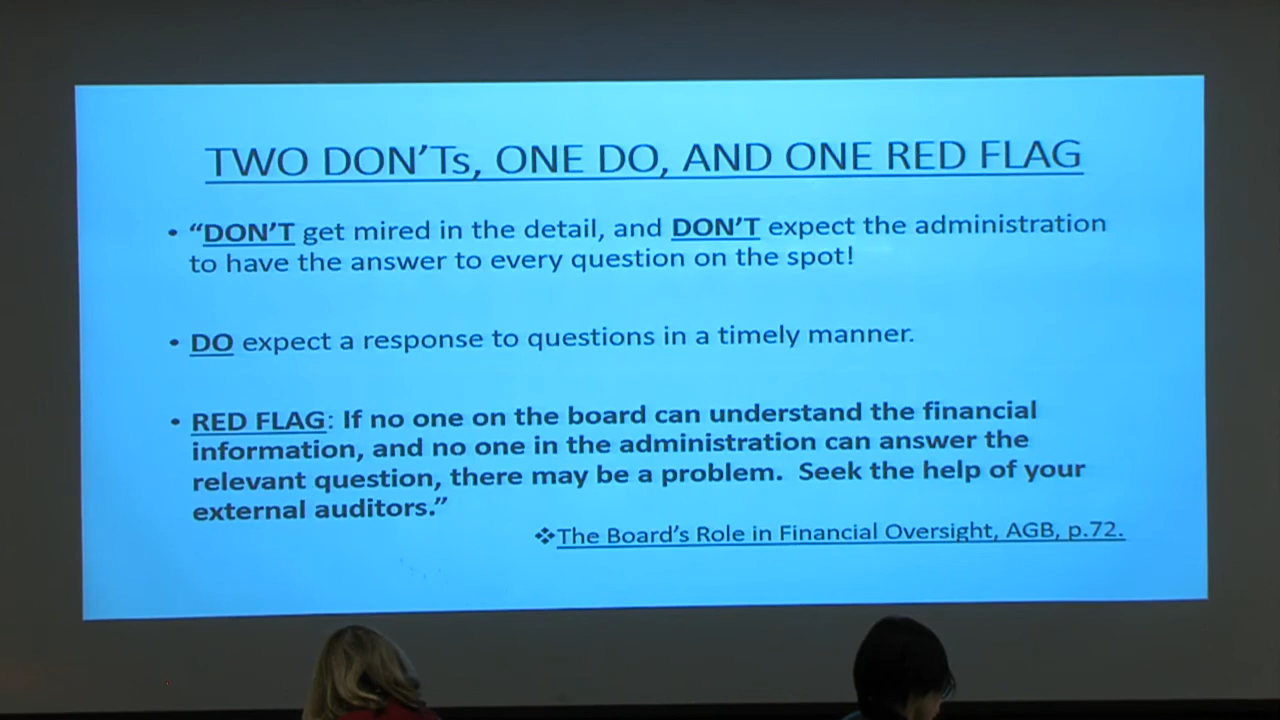 TWO DON'Ts, ONE DO, AND ONE RED FLAG
• “DON'T get mired in the detail, and DON'T expect the administration
to have the answer to every question on the spot!
• DO expect a response to questions in a timely manner.
• RED FLAG: If no one on the board can understand the financial
information, and no one in the administration can answer the
relevant question, there may be a problem. Seek the help of your
external auditors.”
❖The Board's Role in Financial Oversight, AGB, p.72.